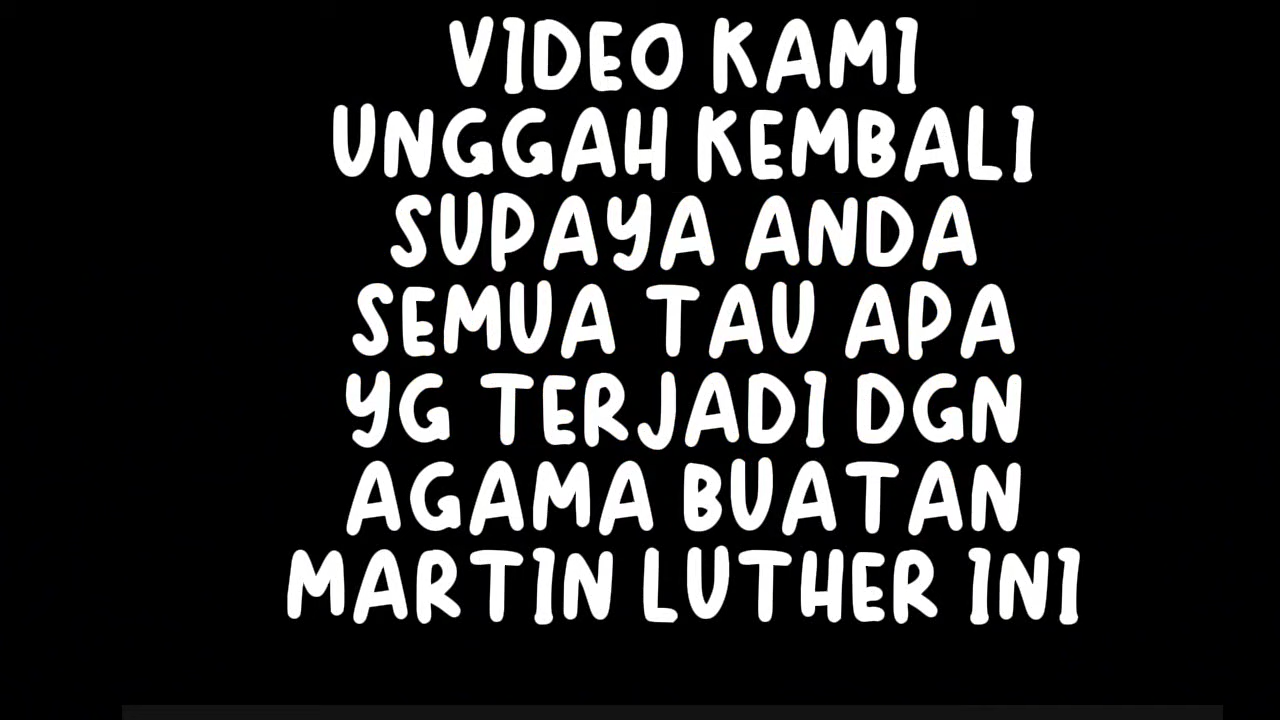 VIDEO KAMI
UNGGAH KEMBALI
SUPAYA ANDA
SEMUA TAU APA
YG TERJADI DGN
AGAMA BUATAN
MARTIN LUTHER INI